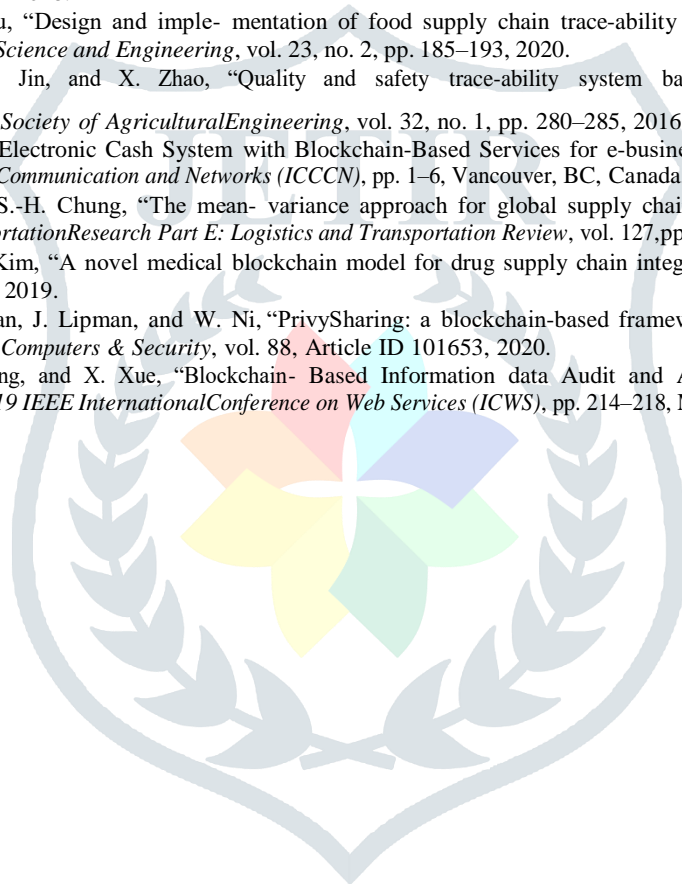 u, “Design and imple- mentation of food supply chain trace-ability
Science and Engineering, vol. 23, no. 2, pp. 185–193, 2020.
Jin, and X. Zhao, “Quality and safety trace-ability system ba
Society of AgriculturalEngineering, vol. 32, no. 1, pp. 280–285, 2016
Electronic Cash System with Blockchain-Based Services for e-busine
Communication and Networks (ICCCN), pp. 1–6, Vancouver, BC, Canada
S.-H. Chung, “The mean- variance approach for global supply chai
ortationResearch Part E: Logistics and Transportation Review, vol. 127,pp
Kim, “A novel medical blockchain model for drug supply chain integ
2019.
an, J. Lipman, and W. Ni, “PrivySharing: a blockchain-based framew
Computers & Security, vol. 88, Article ID 101653, 2020.
ng, and X. Xue, “Blockchain- Based Information data Audit and A
19 IEEE InternationalConference on Web Services (ICWS), pp. 214–218, M
JETIR